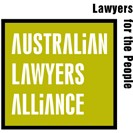 Lawyers
for the People
AUSTRALiAN
LAWYERS
ALLiANCE